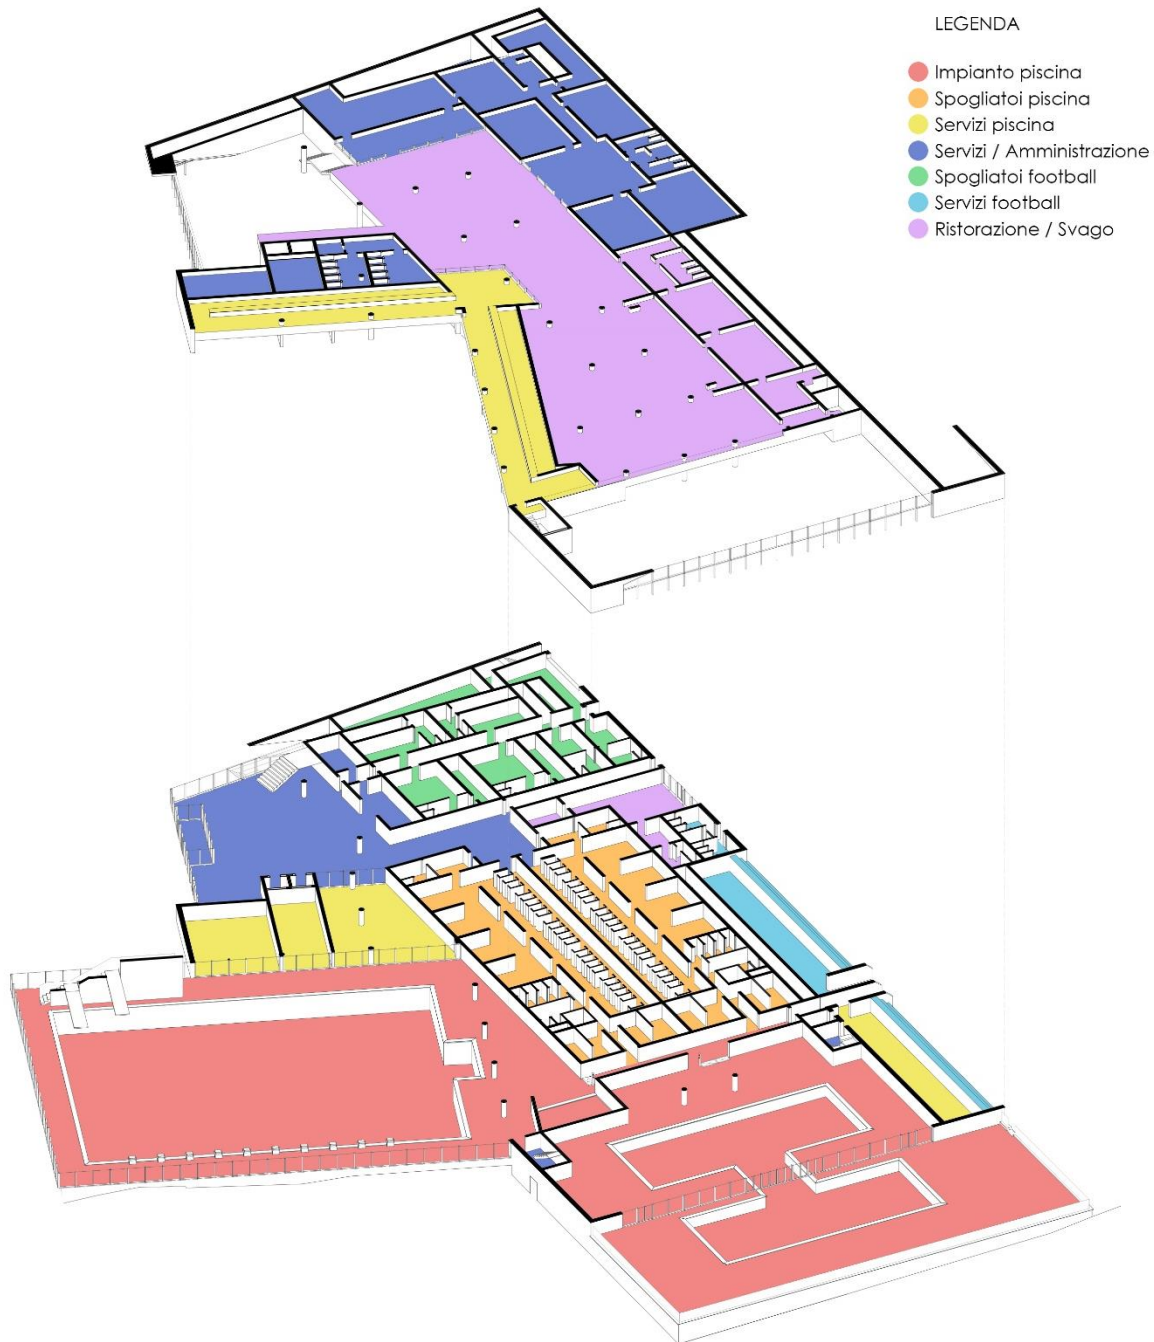 LEGENDA
Impianto piscina
Spogliatoi piscina
Servizi piscina
Servizi / Amministrazione
Spogliatoi football
Servizi football
Ristorazione / Svago